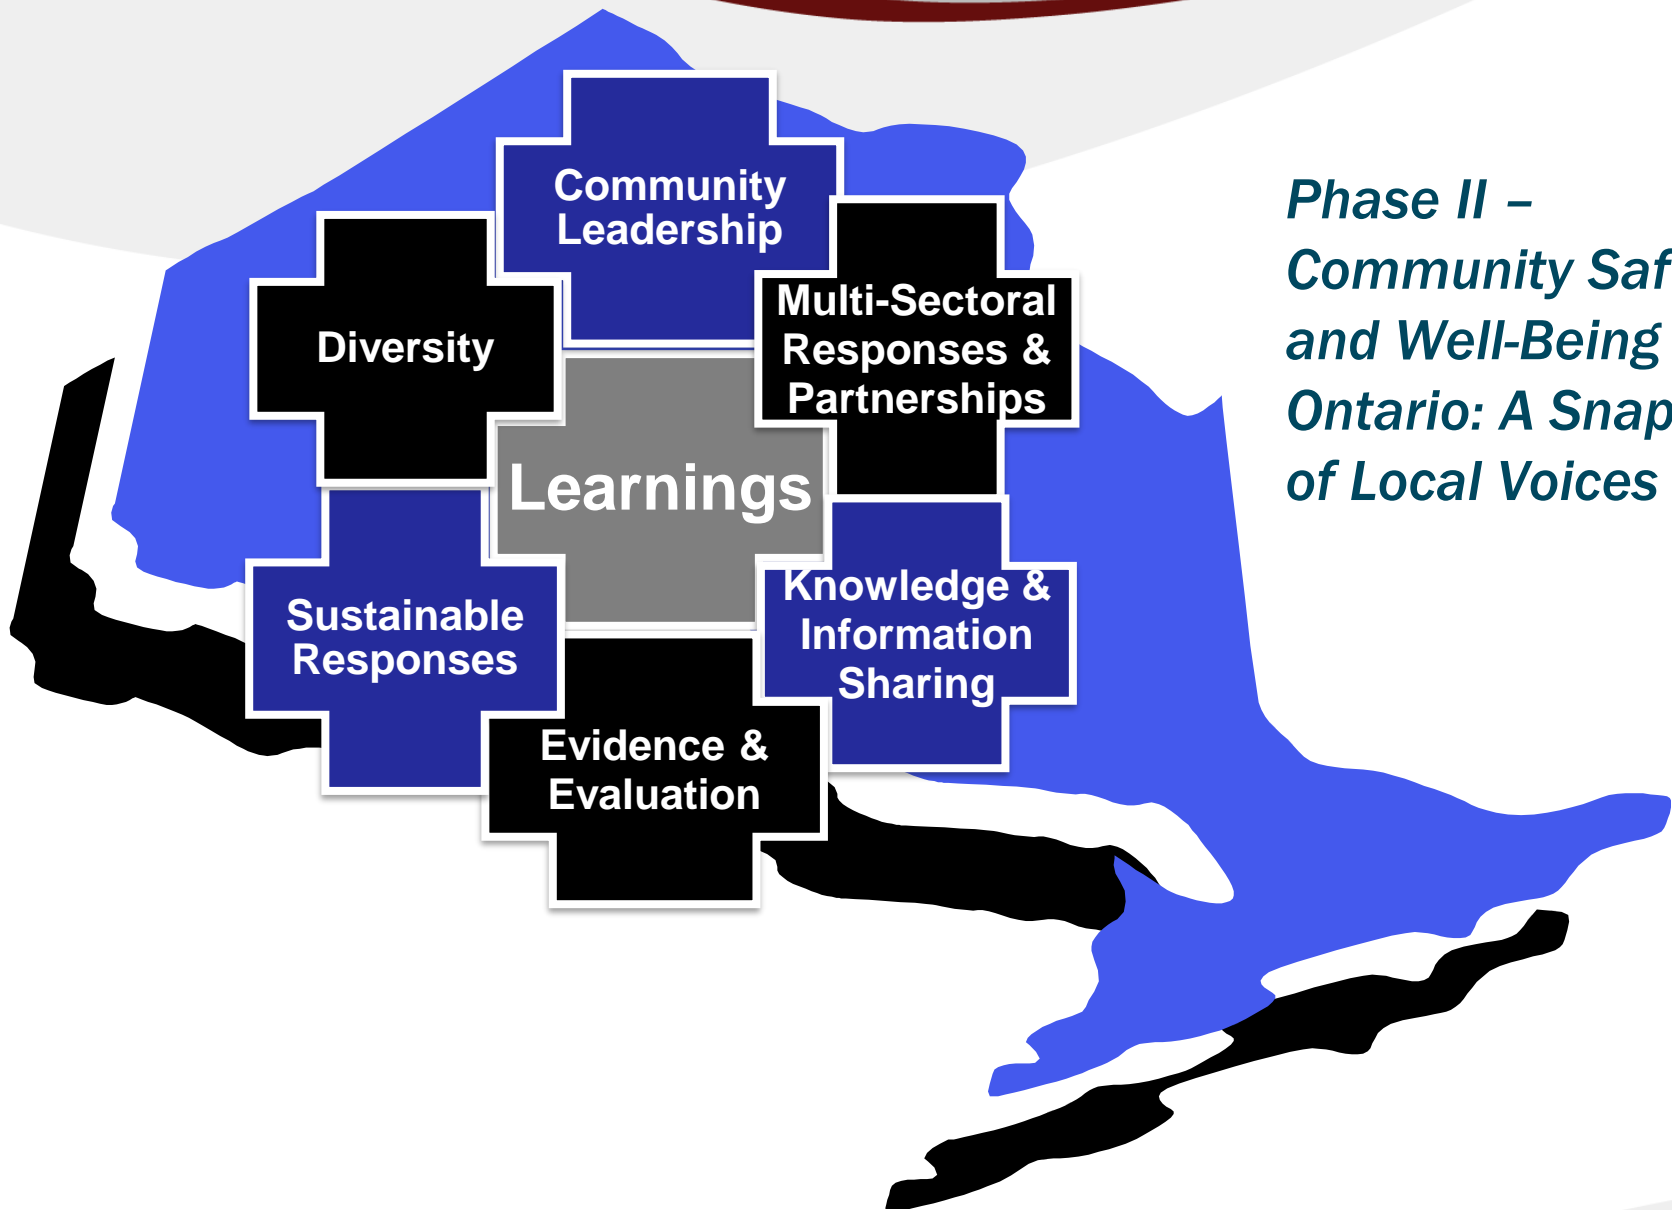 Community
Leadership
Diversity
Multi-Sectoral
Responses &
Partnerships
Learnings
Sustainable
Responses
Knowledge &
Information
Sharing
Evidence &
Evaluation
Phase II –
Community Saf
and Well-Being
Ontario: A Snap
of Local Voices